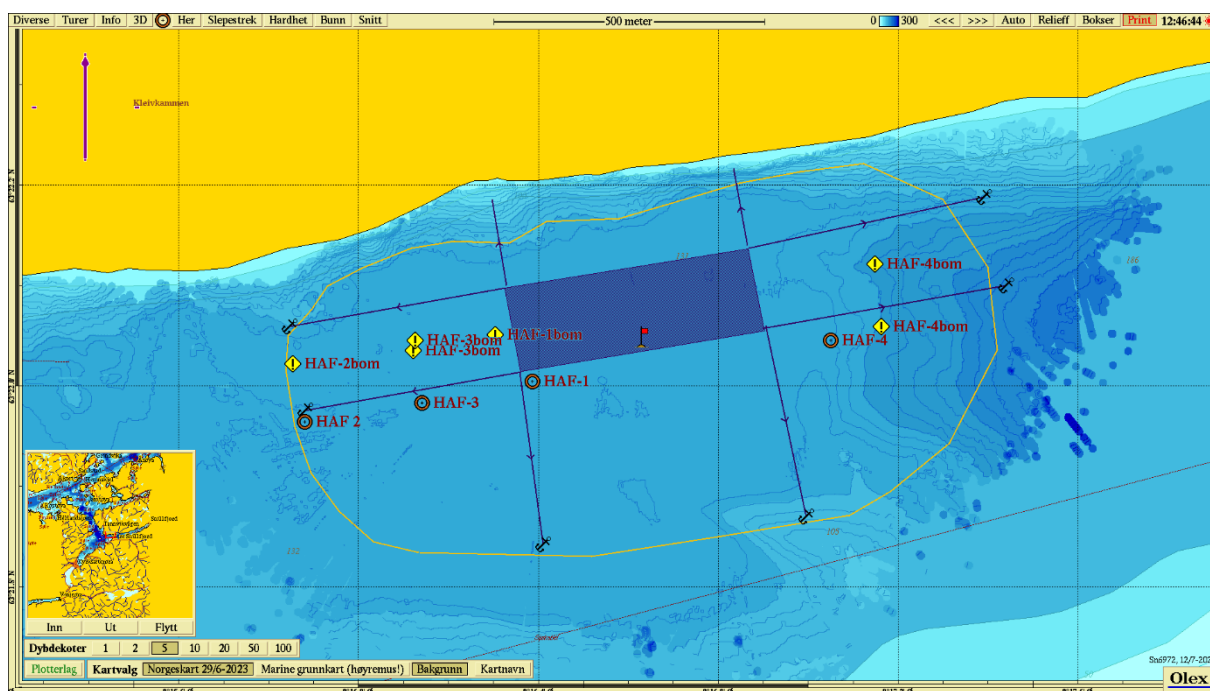 Diverse Turer Info 3D Her Slepestrek Hardhet Bunn Snitt
500 meter
0 300 <<< >>> Auto Relieff Bokser Print 12:46:44
Kleivkammen
HAF-4bom
HAF-1bom
HAF-3bom
HAF-3bom
HAF-4bom
HAF-4
HAF-2bom
HAF-1
HAF-3
HAF 2
186
105
132
Inn Ut Flytt
Dybdekoter 1 2 5 10 20 50 100
Plotterlag Kartvalg Norgeskart 29/6-2023 Marine grunnkart (høyremus!) Bakgrunn Kartnavn
Olex